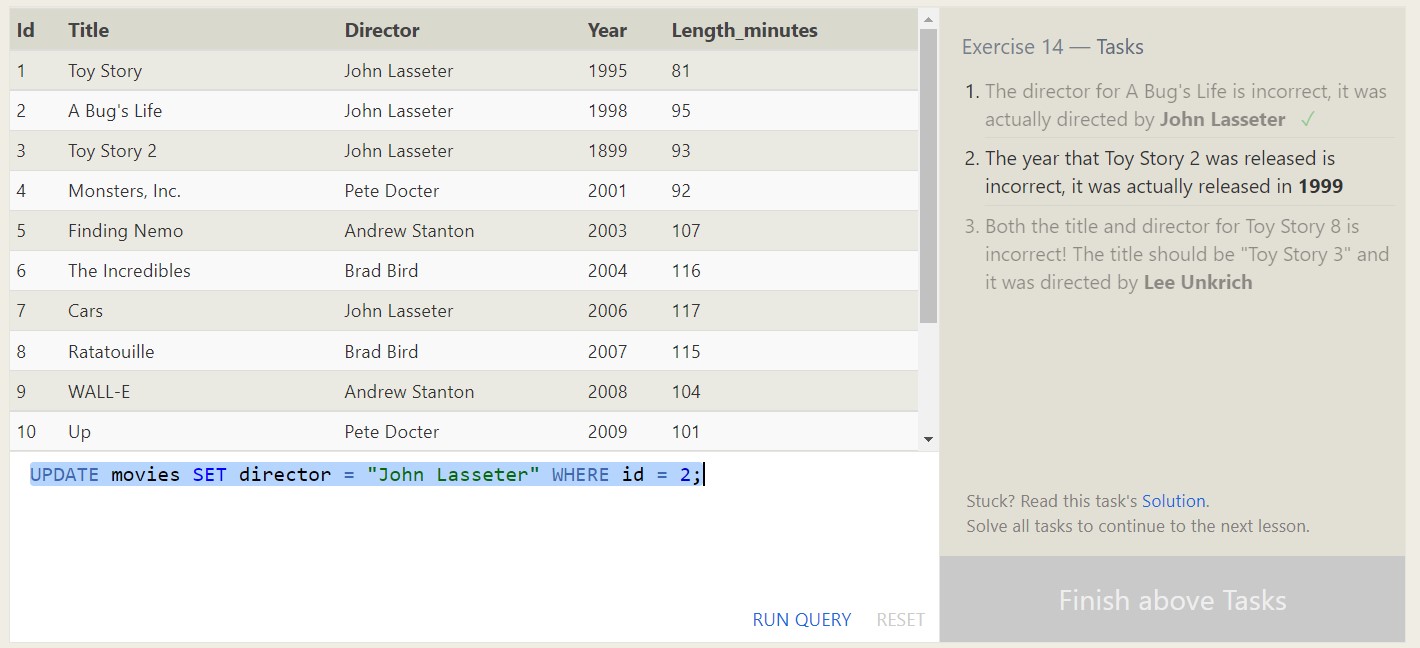 Id Title Director Year Length_minutes
1 Toy Story John Lasseter 1995 81
2 A Bug's Life John Lasseter 1998 95
3 Toy Story 2 John Lasseter 1899 93
4 Monsters, Inc. Pete Docter 2001 92
5 Finding Nemo Andrew Stanton 2003 107
6 The Incredibles Brad Bird 2004 116
7 Cars John Lasseter 2006 117
8 Ratatouille Brad Bird 2007 115
9 WALL-E Andrew Stanton 2008 104
10 Up Pete Docter 2009 101
UPDATE movies SET director = "John Lasseter" WHERE id = 2;
RUN QUERY RESET
Exercise 14 — Tasks
1. The director for A Bug's Life is incorrect, it was
actually directed by John Lasseter ✓
2. The year that Toy Story 2 was released is
incorrect, it was actually released in 1999
3. Both the title and director for Toy Story 8 is
incorrect! The title should be "Toy Story 3" and
it was directed by Lee Unkrich
Stuck? Read this task's Solution.
Solve all tasks to continue to the next lesson.
Finish above Tasks